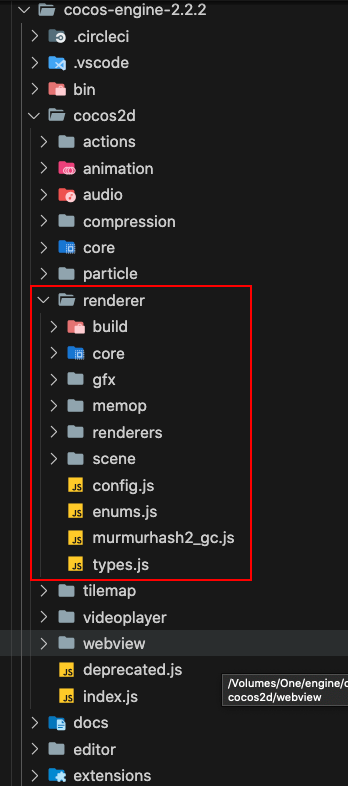 cocos-engine-2.2.2
.circleci
.vscode
bin
cocos2d
actions
animation
audio
compression
core
particle
renderer
build
core
gfx
memop
renderers
scene
JS config.js
JS enums.js
JS murmurhash2_gc.js
JS types.js
tilemap
videoplayer
webview
JS deprecated.js
/Volumes/One/engine/c
JS index.js
cocos2d/webview
docs
editor
extensions